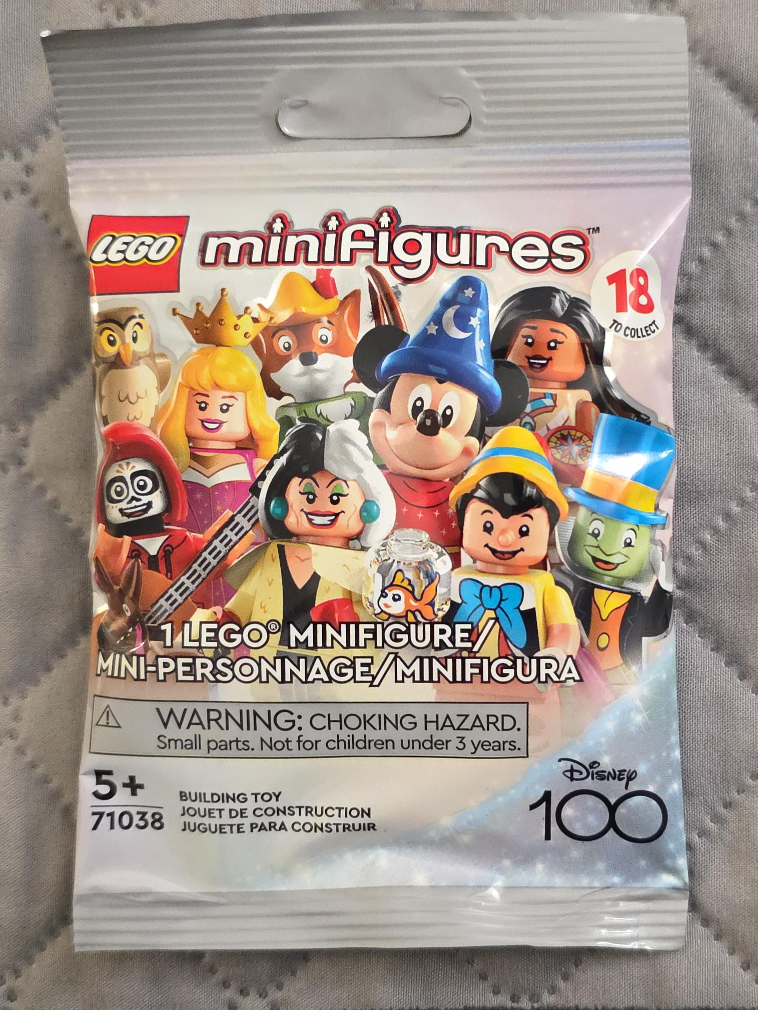 LEGO
minifigures™
18
TO COLLECT
1 LEGO® MINIFIGURE/
MINI-PERSONNAGE/MINIFIGURA
WARNING: CHOKING HAZARD.
Small parts. Not for children under 3 years.
5+
71038
BUILDING TOY
JOUET DE CONSTRUCTION
JUGUETE PARA CONSTRUIR
Disney
100